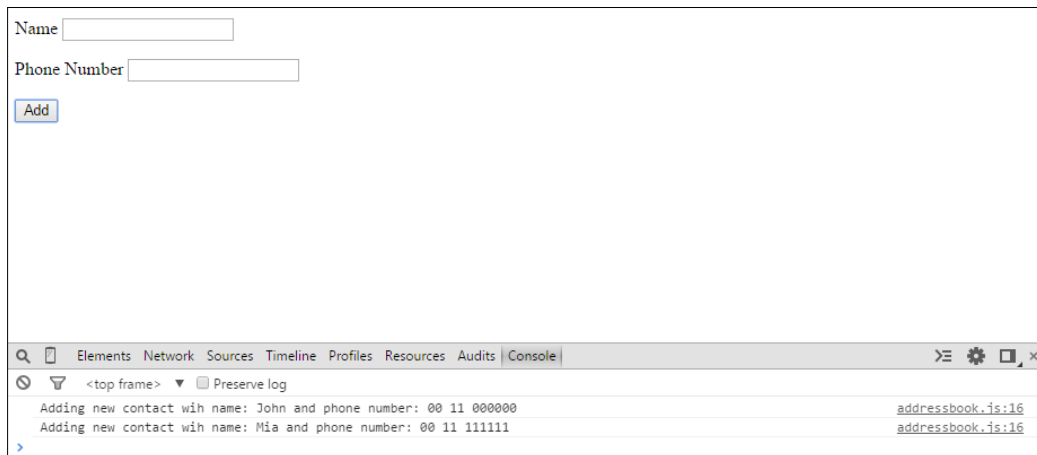 Name
Phone Number
Add
Elements Network Sources Timeline Profiles Resources Audits Console
<top frame> ▼ Preserve log
Adding new contact wih name: John and phone number: 00 11 000000 addressbook.js:16
Adding new contact wih name: Mia and phone number: 00 11 111111 addressbook.js:16
>